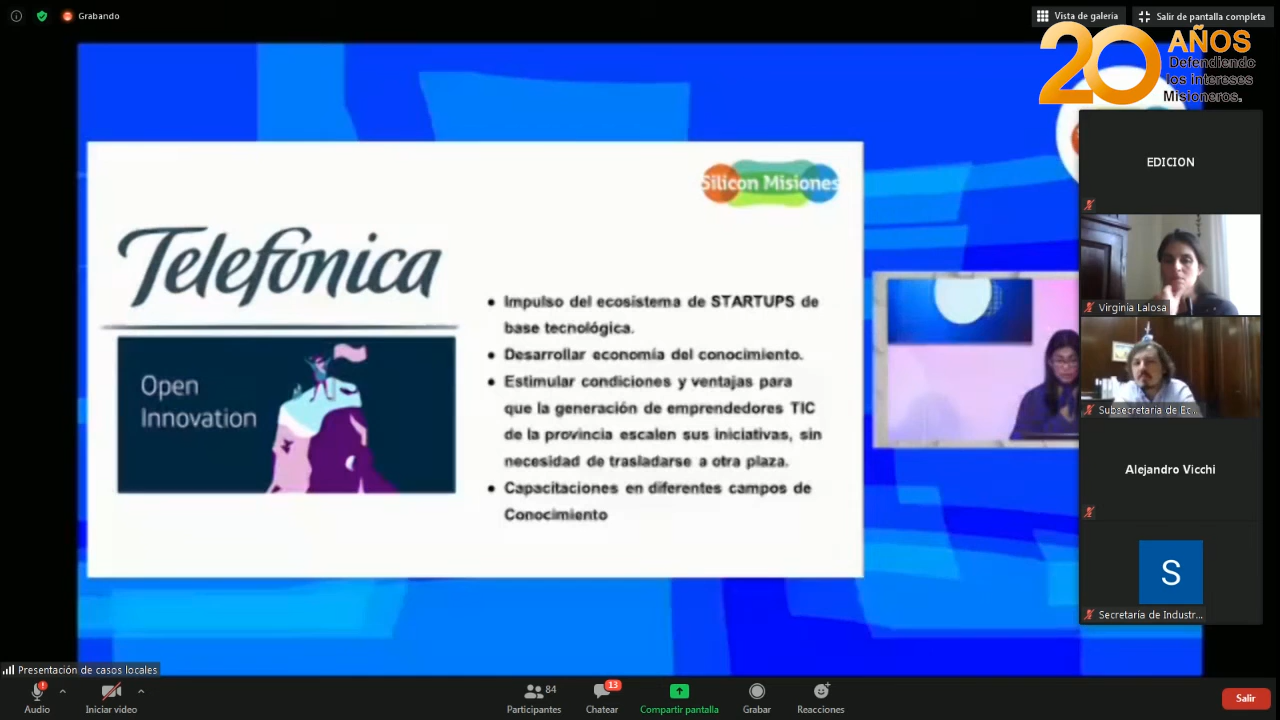 Grabando
Vista de galería
Salir de pantalla completa
20 AÑOS
Defendiendo
los intereses
Misioneros.
EDICION
Silicon Misiones
Telefónica
Open
Innovation
• Impulso del ecosistema de STARTUPS de
base tecnológica.
• Desarrollar economía del conocimiento.
• Estimular condiciones y ventajas para
que la generación de emprendedores TIC
de la provincia escalen sus iniciativas, sin
necesidad de trasladarse a otra plaza.
• Capacitaciones en diferentes campos de
Conocimiento
Virginia Lalosa
Subsecretaría de Ec...
Alejandro Vicchi
S
Secretaría de Industr...
Presentación de casos locales
Audio
Iniciar video
84
Participantes
13
Chatear
Compartir pantalla
Grabar
Reacciones
Salir